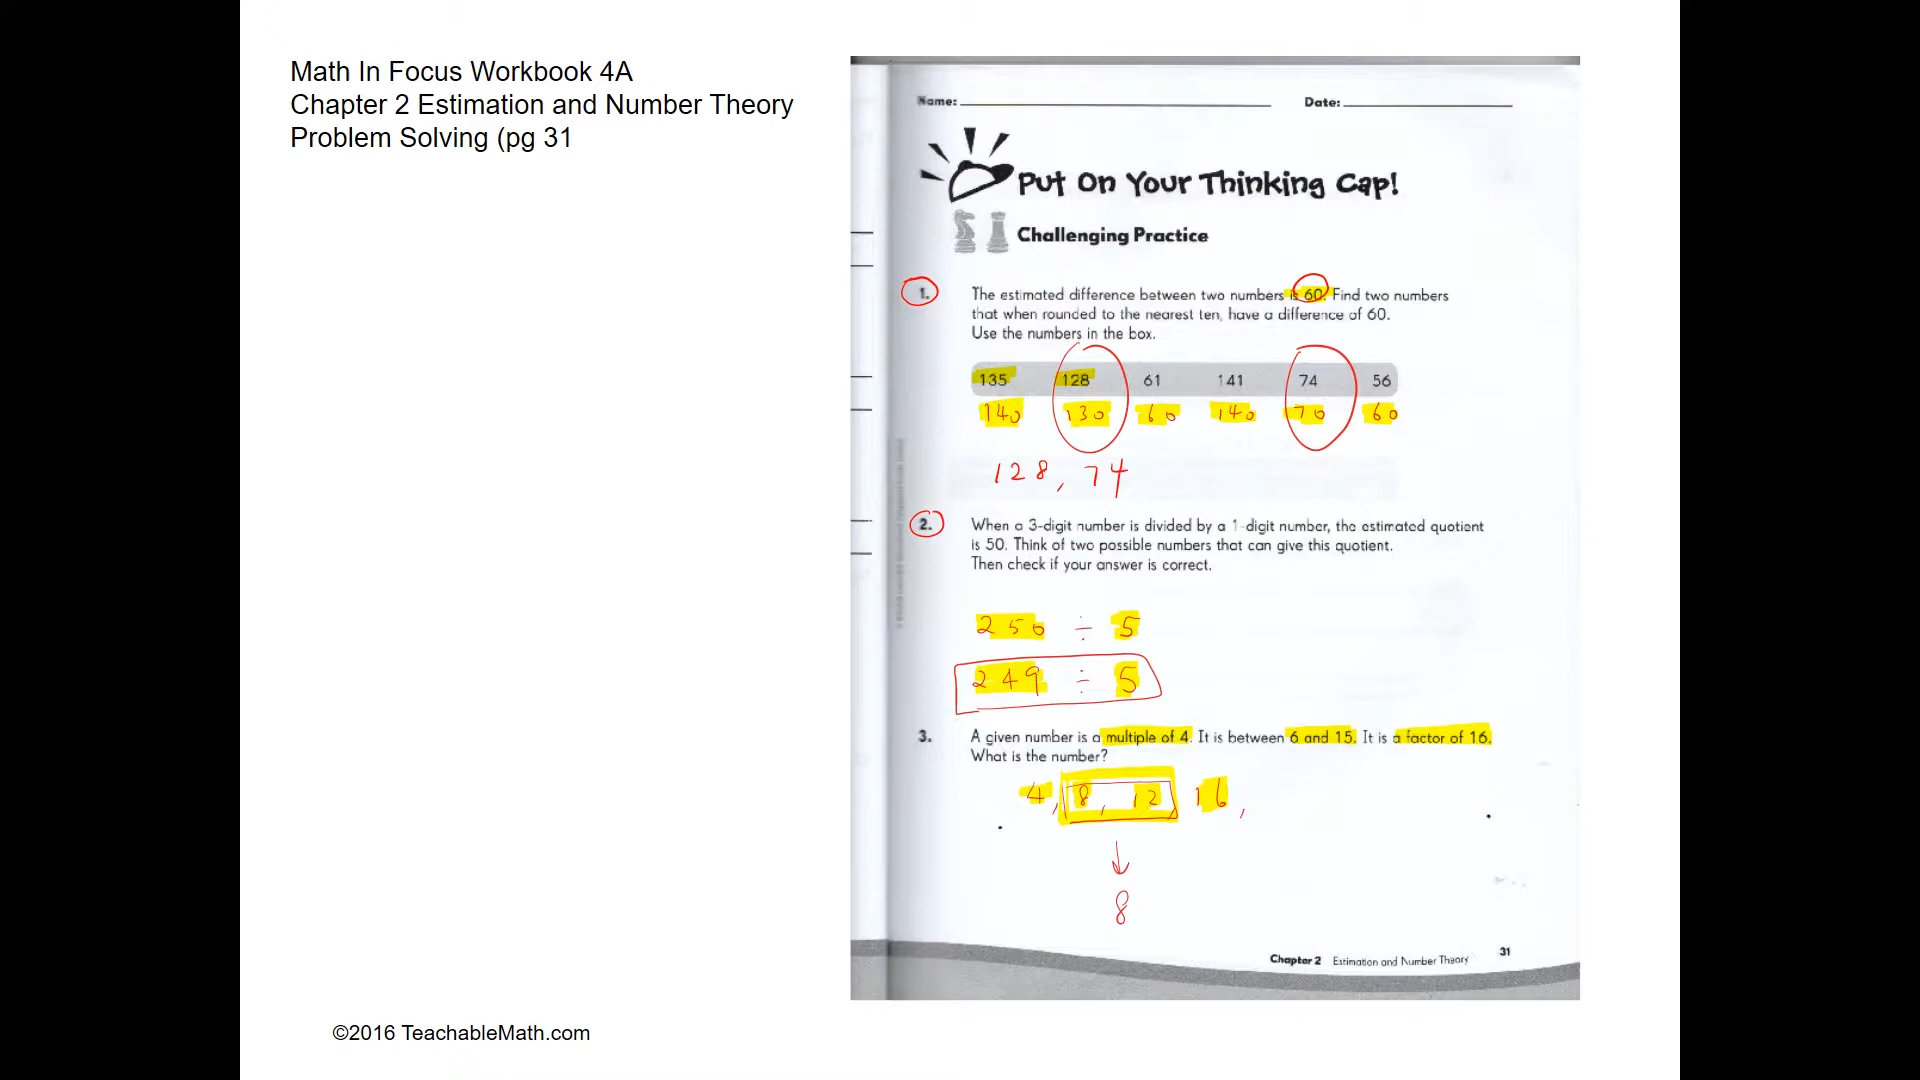 Math In Focus Workbook 4A
Chapter 2 Estimation and Number Theory
Problem Solving (pg 31
Name: Date:
Put On Your Thinking Cap!
Challenging Practice
1. The estimated difference between two numbers is 60. Find two numbers
that when rounded to the nearest ten, have a difference of 60.
Use the numbers in the box.
135 128 61 141 74 56
140 130 60 140 70 60
128, 74
2. When a 3-digit number is divided by a 1-digit number, the estimated quotient
is 50. Think of two possible numbers that can give this quotient.
Then check if your answer is correct.
250 ÷ 5
249 ÷ 5
3. A given number is a multiple of 4. It is between 6 and 15. It is a factor of 16.
What is the number?
4, 8, 12, 16,
8
Chapter 2 Estimation and Number Theory 31
©2016 TeachableMath.com